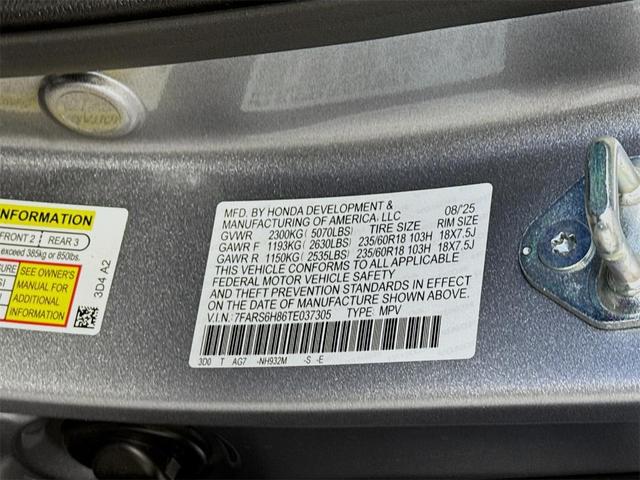 INFORMATION
FRONT 2 REAR 3
exceed 385kg or 850lbs.
SEE OWNER'S
MANUAL FOR
ADDITIONAL
INFORMATION
3D4 A2
MFD. BY HONDA DEVELOPMENT & 08/'25
MANUFACTURING OF AMERICA, LLC
GVWR 2300KG ( 5070LBS) TIRE SIZE RIM SIZE
GAWR F 1193KG ( 2630LBS) 235/60R18 103H 18X7.5J
GAWR R 1150KG ( 2535LBS) 235/60R18 103H 18X7.5J
THIS VEHICLE CONFORMS TO ALL APPLICABLE
FEDERAL MOTOR VEHICLE SAFETY
AND THEFT PREVENTION STANDARDS IN EFFECT
ON THE DATE OF MANUFACTURE SHOWN ABOVE.
V.I.N.: 7FARS6H86TE037305 TYPE: MPV
3D0 T AG7 -NH932M -S -E